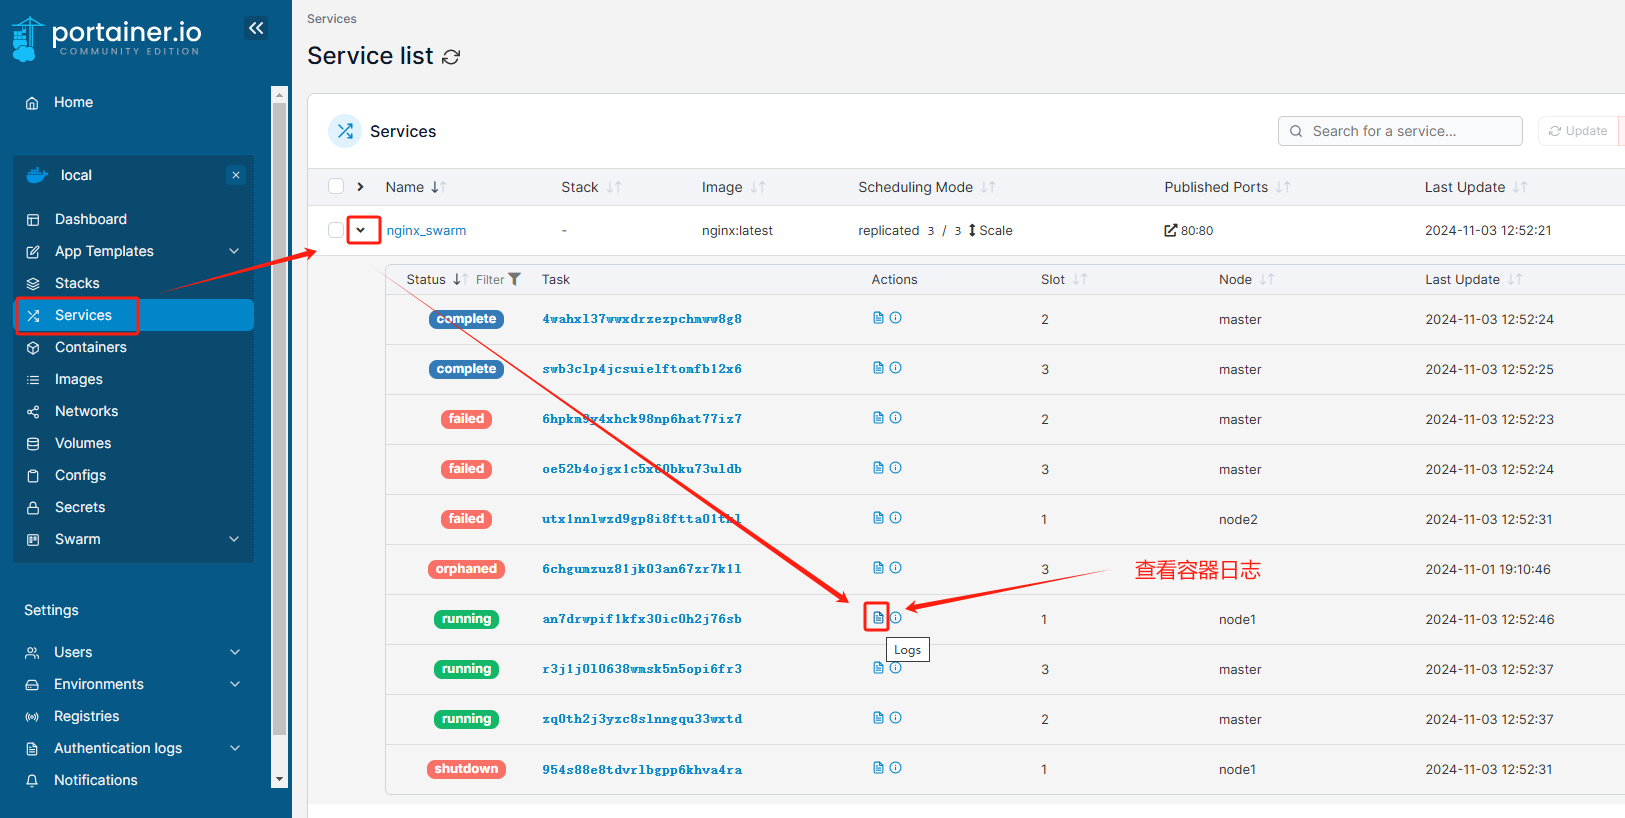 portainer.io
COMMUNITY EDITION
Home
local
Dashboard
App Templates
Stacks
Services
Containers
Images
Networks
Volumes
Configs
Secrets
Swarm
Settings
Users
Environments
Registries
Authentication logs
Notifications
Services
Service list
Services
Search for a service...
Update
Name Stack Image Scheduling Mode Published Ports Last Update
nginx_swarm - nginx:latest replicated 3 / 3 Scale 80:80 2024-11-03 12:52:21
Status Filter Task Actions Slot Node Last Update
complete 4wahxl37wwxdrzezpchmww8g8 2 master 2024-11-03 12:52:24
complete swb3clp4jcsuielftomfb12x6 3 master 2024-11-03 12:52:25
failed 6hpkm9y4xhck98np6hat77iz7 2 master 2024-11-03 12:52:23
failed oe52b4ojgx1c5x60bku73uldb 3 master 2024-11-03 12:52:24
failed 1 node2 2024-11-03 12:52:31
orphaned 6chgumzuz81jk03an67zr7k1l 3 2024-11-01 19:10:46
查看容器日志
running an7drwpif1kfx30ic0h2j76sb 1 node1 2024-11-03 12:52:46
Logs
running r3j1j0l0638wmsk5n5opi6fr3 3 master 2024-11-03 12:52:37
running zq0th2j3yzc8slnngqu33wxtd 2 master 2024-11-03 12:52:37
shutdown 954s88e8tdvrlbgpp6khva4ra 1 node1 2024-11-03 12:52:31